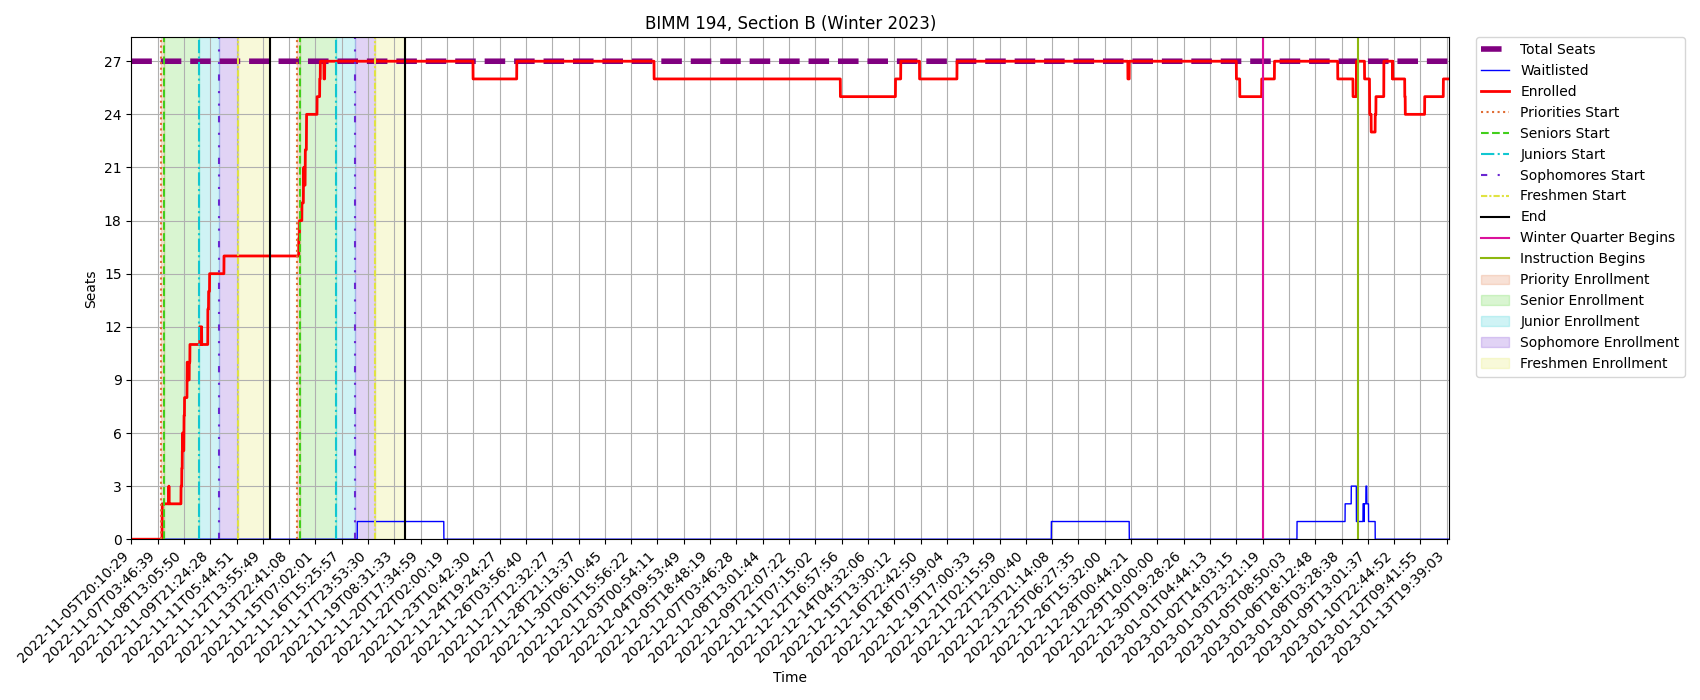 BIMM 194, Section B (Winter 2023)
Seats
27
24
21
18
15
12
9
6
3
0
2022-11-05T20:10:29
2022-11-07T03:46:39
2022-11-08T13:05:50
2022-11-09T21:24:28
2022-11-11T05:44:51
2022-11-12T13:55:49
2022-11-13T22:41:08
2022-11-15T07:02:01
2022-11-16T15:25:57
2022-11-17T23:53:30
2022-11-19T08:31:33
2022-11-20T17:34:59
2022-11-22T02:00:19
2022-11-23T10:42:30
2022-11-24T19:24:27
2022-11-26T03:56:40
2022-11-27T12:32:27
2022-11-28T21:13:37
2022-11-30T06:10:45
2022-12-01T15:56:22
2022-12-03T00:54:11
2022-12-04T09:53:49
2022-12-05T18:48:19
2022-12-07T03:46:28
2022-12-08T13:01:44
2022-12-09T22:07:22
2022-12-11T07:15:02
2022-12-12T16:57:56
2022-12-14T04:32:06
2022-12-15T13:30:12
2022-12-16T22:42:50
2022-12-18T07:59:04
2022-12-19T17:00:33
2022-12-21T02:15:59
2022-12-22T12:00:40
2022-12-23T21:14:08
2022-12-25T06:27:35
2022-12-26T15:32:00
2022-12-28T00:44:21
2022-12-29T10:00:00
2022-12-30T19:28:26
2023-01-01T04:44:13
2023-01-02T14:03:15
2023-01-03T23:21:19
2023-01-05T08:50:03
2023-01-06T18:12:48
2023-01-08T03:28:38
2023-01-09T13:01:37
2023-01-10T22:44:52
2023-01-12T09:41:55
2023-01-13T19:39:03
Time
Total Seats
Waitlisted
Enrolled
Priorities Start
Seniors Start
Juniors Start
Sophomores Start
Freshmen Start
End
Winter Quarter Begins
Instruction Begins
Priority Enrollment
Senior Enrollment
Junior Enrollment
Sophomore Enrollment
Freshmen Enrollment